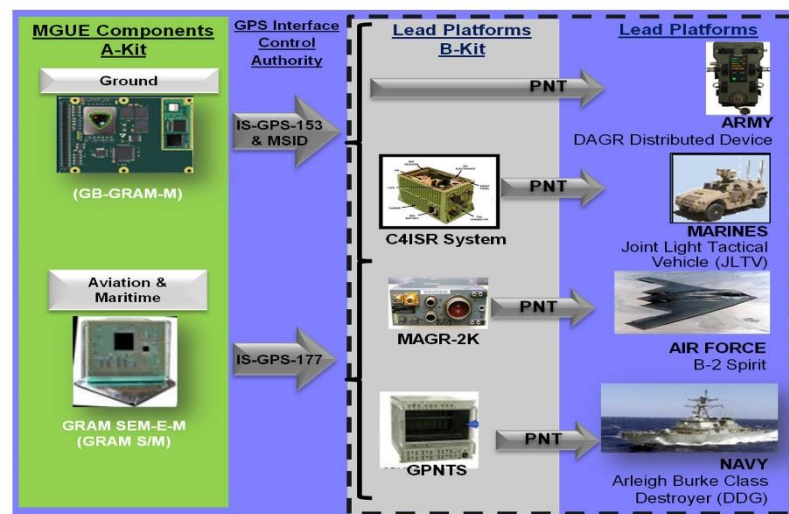 MGUE Components
A-Kit
Ground
(GB-GRAM-M)
Aviation &
Maritime
GRAM SEM-E-M
(GRAM S/M)
GPS Interface
Control
Authority
IS-GPS-153
& MSID
IS-GPS-177
Lead Platforms
B-Kit
C4ISR System
MAGR-2K
GPNTS
PNT
PNT
PNT
PNT
Lead Platforms
ARMY
DAGR Distributed Device
MARINES
Joint Light Tactical
Vehicle (JLTV)
AIR FORCE
B-2 Spirit
NAVY
Arleigh Burke Class
Destroyer (DDG)